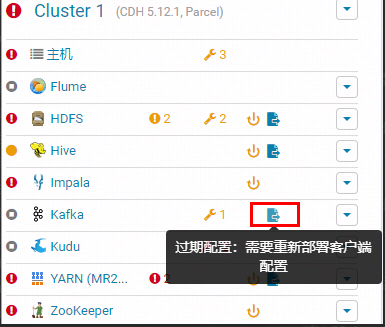 Cluster 1 (CDH 5.12.1, Parcel)
主机 3
Flume
HDFS 2 2
Hive
Impala
Kafka 1
过期配置：需要重新部署客户端
配置
Kudu
YARN (MR2... 2
ZooKeeper